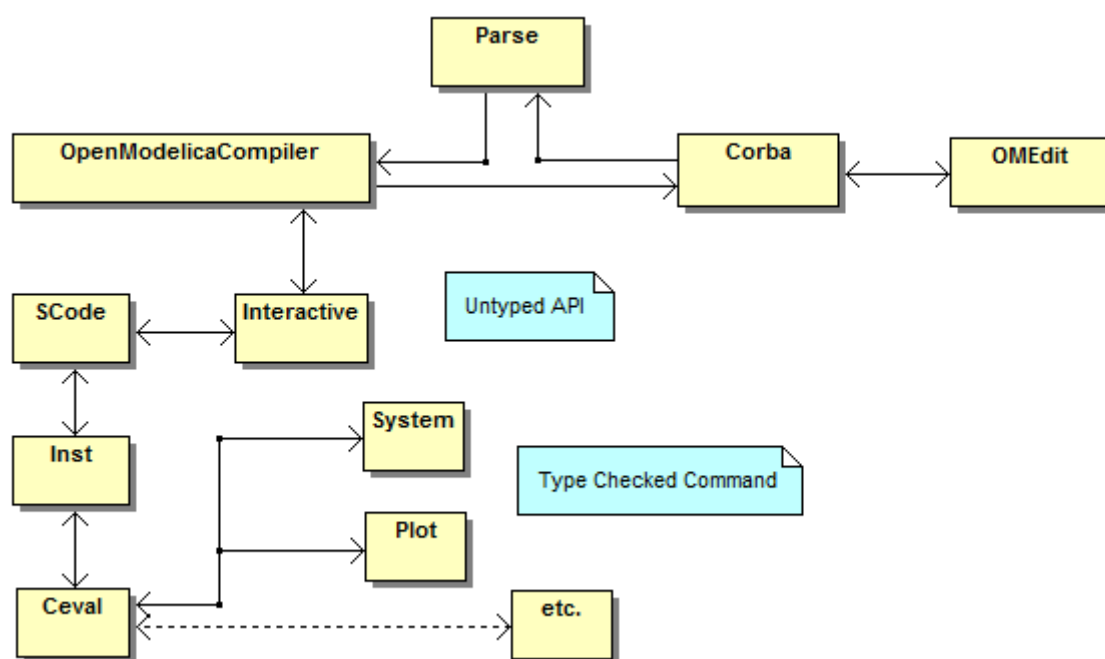 Parse
OpenModelicaCompiler
Corba
OMEdit
Untyped API
SCode
Interactive
System
Inst
Type Checked Command
Plot
Ceval
etc.